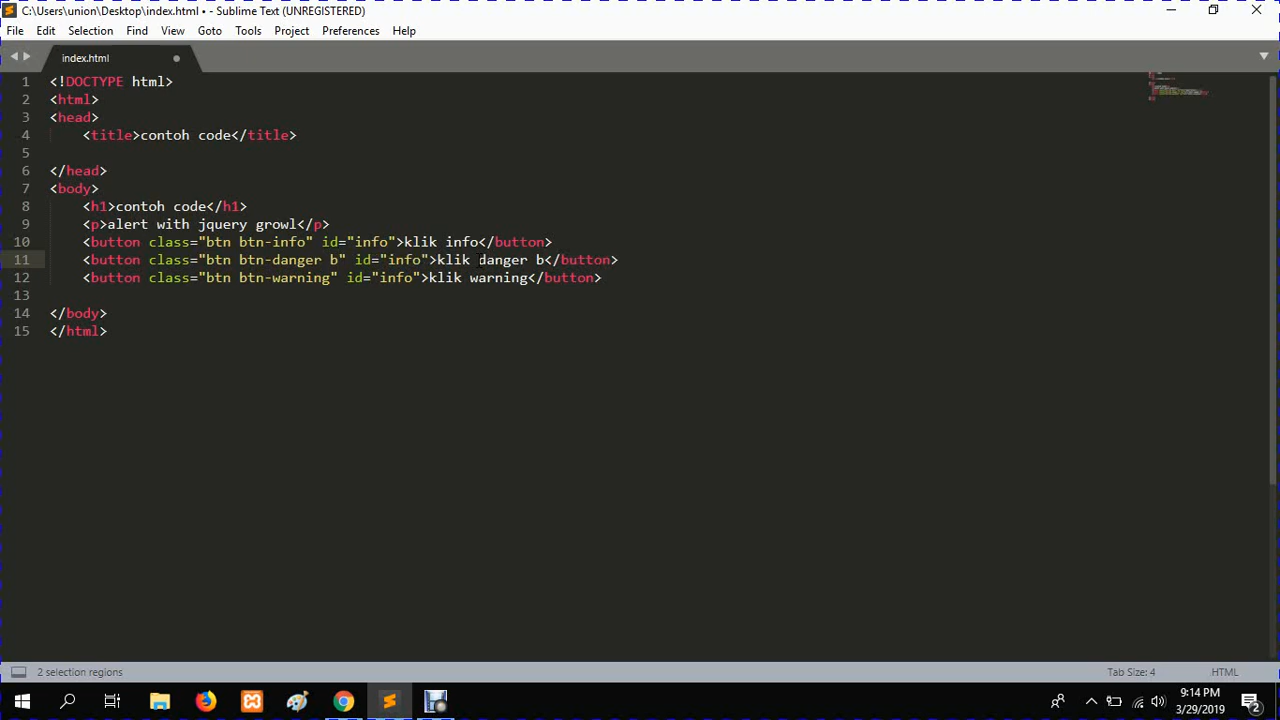 C:\Users\union\Desktop\index.html • - Sublime Text (UNREGISTERED)
File Edit Selection Find View Goto Tools Project Preferences Help
index.html
1 <!DOCTYPE html>
2 <html>
3 <head>
4 <title>contoh code</title>
5
6 </head>
7 <body>
8 <h1>contoh code</h1>
9 <p>alert with jquery growl</p>
10 <button class="btn btn-info" id="info">klik info</button>
11 <button class="btn btn-danger b" id="info">klik danger b</button>
12 <button class="btn btn-warning" id="info">klik warning</button>
13
14 </body>
15 </html>
2 selection regions Tab Size: 4 HTML
9:14 PM
3/29/2019
2